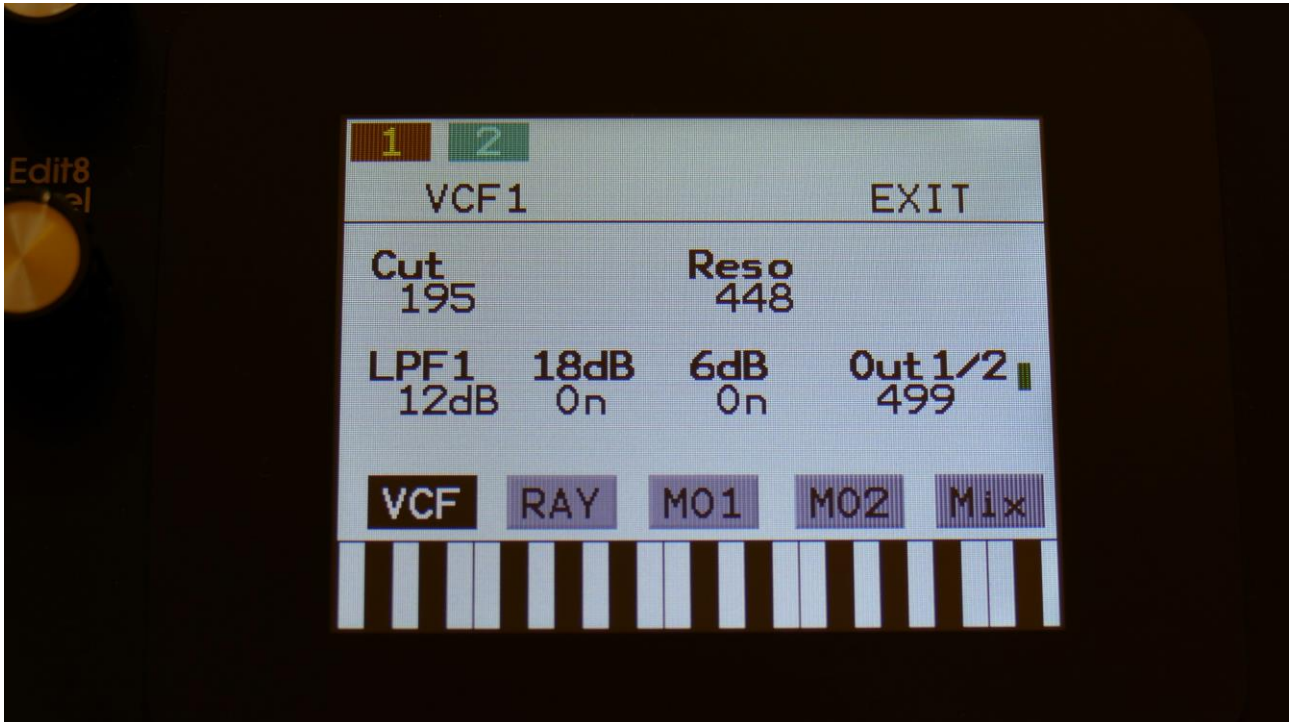 1 2
Edit8
VCF1 EXIT
Cut Reso
195 448
LPF1 18dB 6dB Out1/2
12dB On On 499
VCF RAY MO1 MO2 Mix